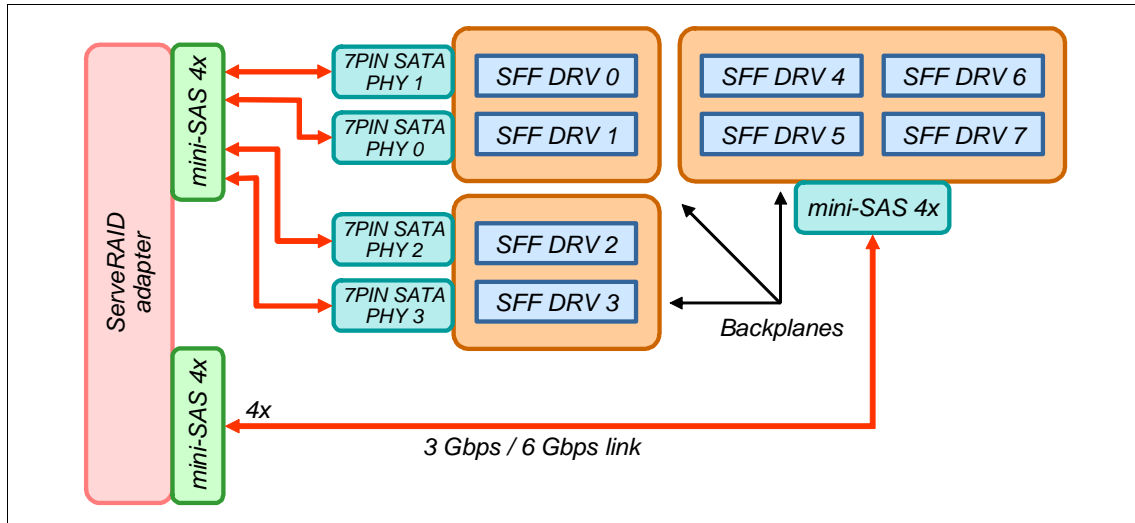 ServeRAID
adapter
mini-SAS 4x
7PIN SATA
PHY 1
7PIN SATA
PHY 0
7PIN SATA
PHY 2
7PIN SATA
PHY 3
SFF DRV 0
SFF DRV 1
SFF DRV 2
SFF DRV 3
SFF DRV 4
SFF DRV 6
SFF DRV 5
SFF DRV 7
mini-SAS 4x
Backplanes
mini-SAS 4x
4x
3 Gbps / 6 Gbps link